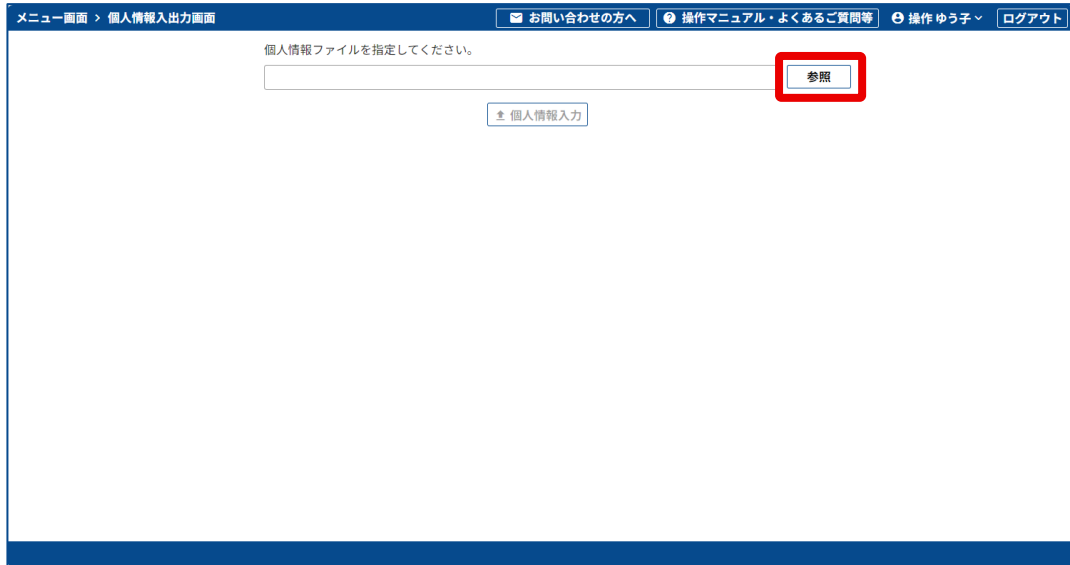 メニュー画面 > 個人情報入出力画面 お問い合わせの方へ 操作マニュアル・よくあるご質問等 操作 ゆう子 ログアウト
個人情報ファイルを指定してください。
参照
個人情報入力